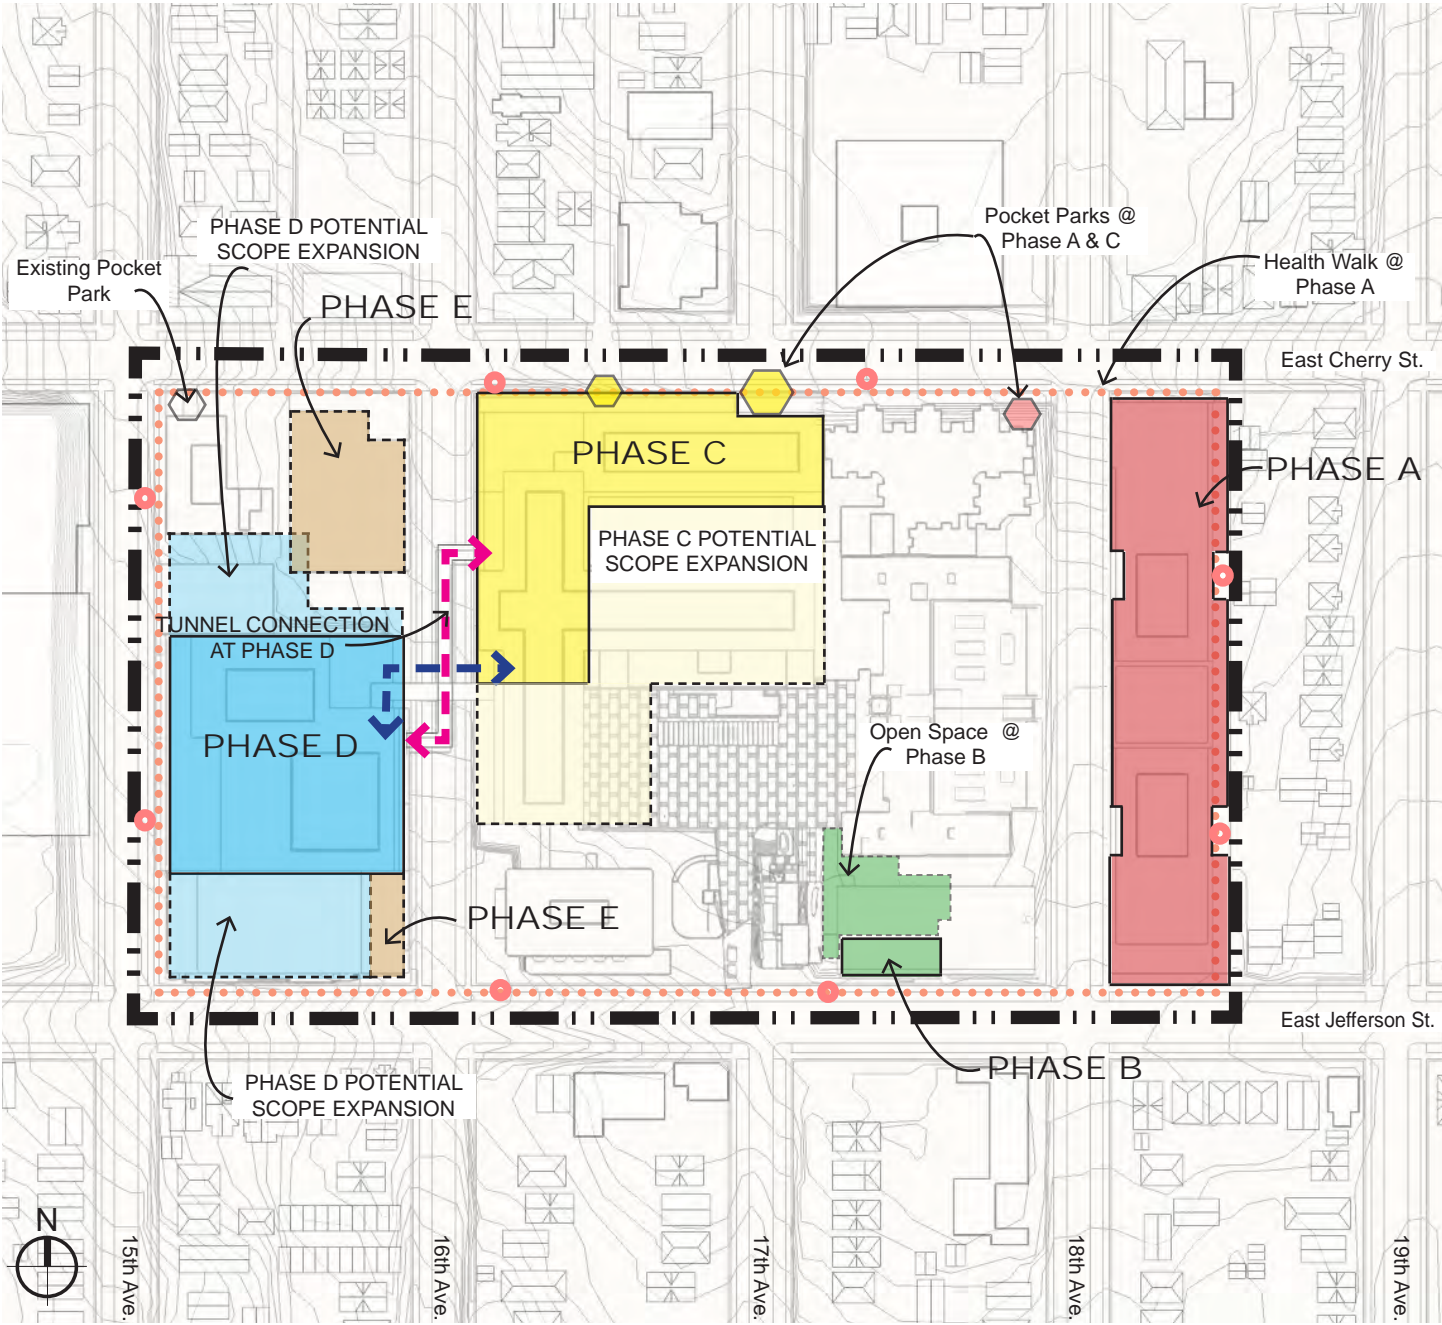 PHASE D POTENTIAL
SCOPE EXPANSION
Pocket Parks @
Phase A & C
Existing Pocket
Park
Health Walk @
Phase A
PHASE E
East Cherry St.
PHASE C
PHASE A
PHASE C POTENTIAL
SCOPE EXPANSION
TUNNEL CONNECTION
AT PHASE D
PHASE D
Open Space @
Phase B
PHASE E
East Jefferson St.
PHASE B
PHASE D POTENTIAL
SCOPE EXPANSION
N
15th Ave.
16th Ave.
17th Ave.
18th Ave.
19th Ave.